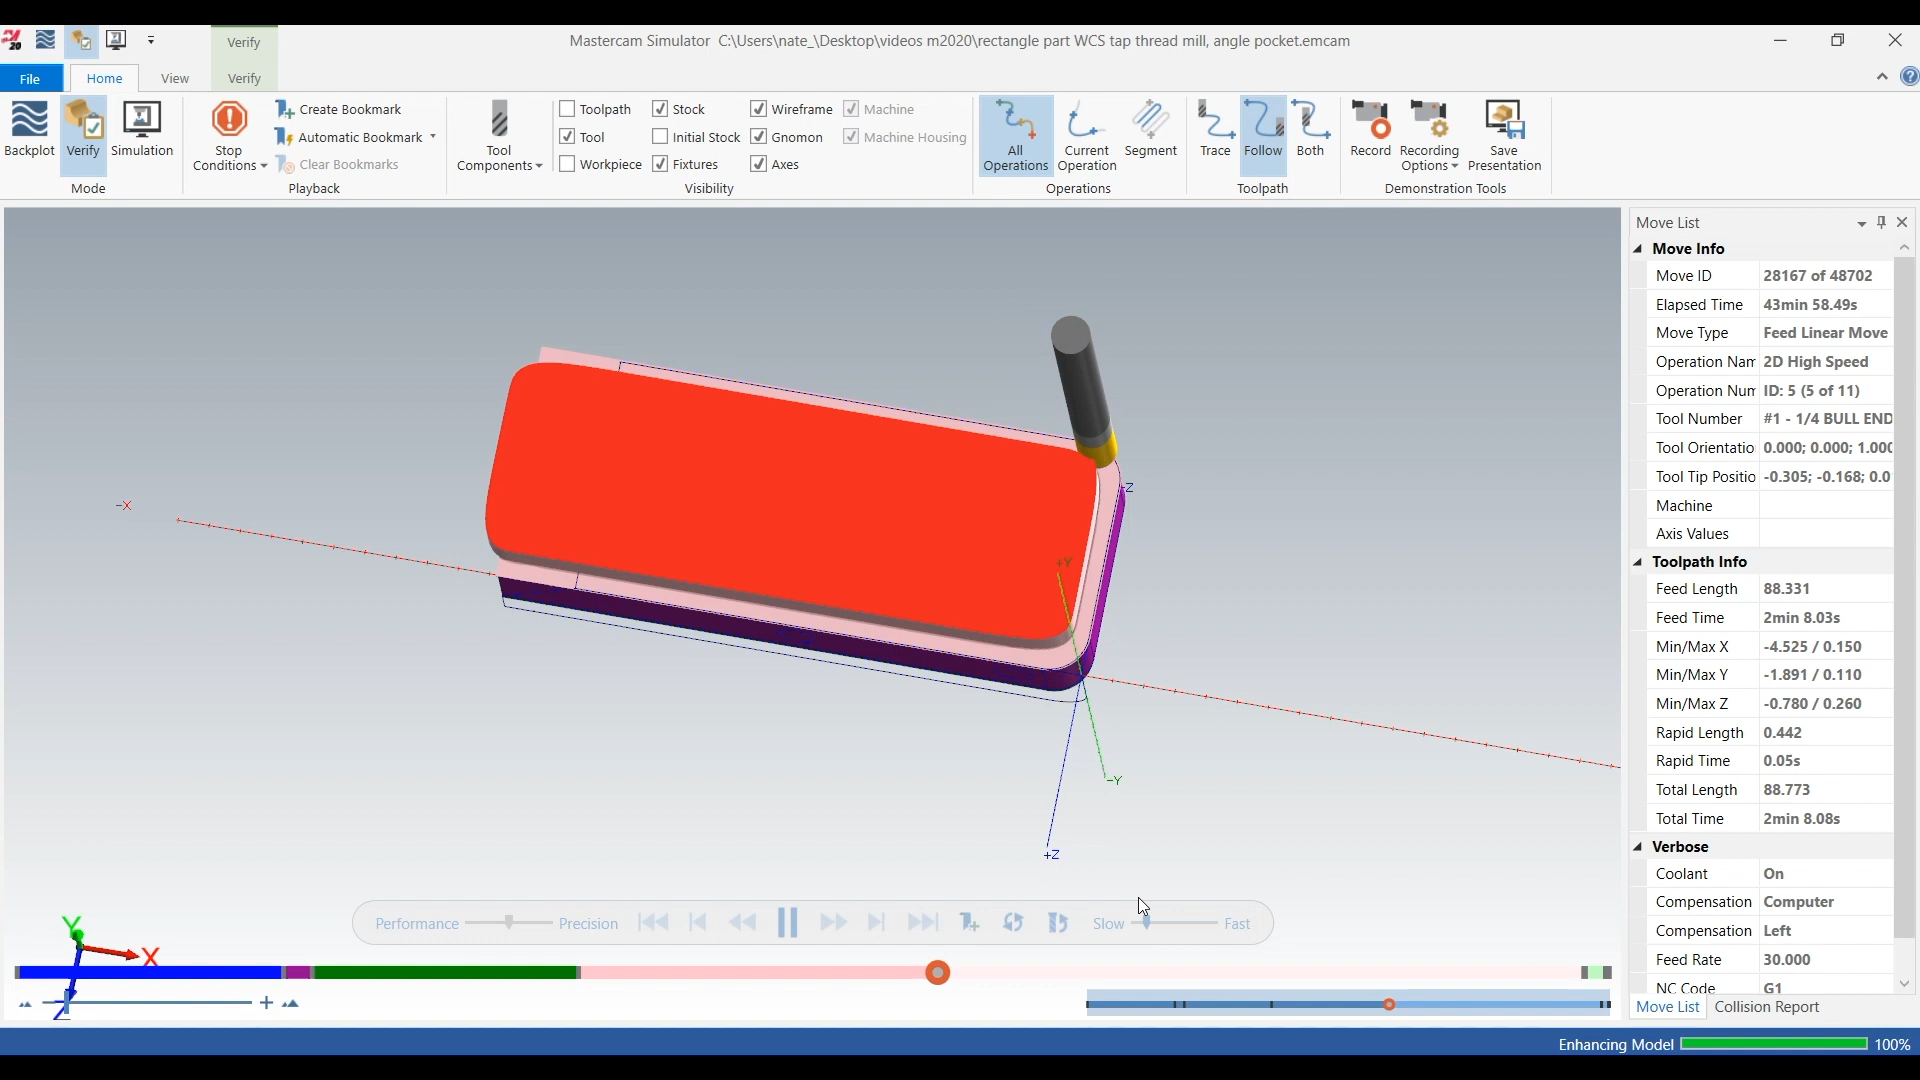 Verify
Mastercam Simulator C:\Users\nate_\Desktop\videos m2020\rectangle part WCS tap thread mill, angle pocket.emcam
File Home View Verify
Backplot Verify Simulation
Mode
Stop Conditions
Create Bookmark
Automatic Bookmark
Clear Bookmarks
Playback
Tool Components
Toolpath Stock Wireframe Machine
Tool Initial Stock Gnomon Machine Housing
Workpiece Fixtures Axes
Visibility
All Operations Current Operation Segment
Operations
Trace Follow Both
Toolpath
Record Recording Options Save Presentation
Demonstration Tools
-X
-Z
+Y
-Y
+Z
Y
X
Z
Performance Precision Slow Fast
Move List
Move Info
Move ID 28167 of 48702
Elapsed Time 43min 58.49s
Move Type Feed Linear Move
Operation Nam 2D High Speed
Operation Num ID: 5 (5 of 11)
Tool Number #1 - 1/4 BULL END
Tool Orientatio 0.000; 0.000; 1.000
Tool Tip Positio -0.305; -0.168; 0.0
Machine
Axis Values
Toolpath Info
Feed Length 88.331
Feed Time 2min 8.03s
Min/Max X -4.525 / 0.150
Min/Max Y -1.891 / 0.110
Min/Max Z -0.780 / 0.260
Rapid Length 0.442
Rapid Time 0.05s
Total Length 88.773
Total Time 2min 8.08s
Verbose
Coolant On
Compensation Computer
Compensation Left
Feed Rate 30.000
NC Code G1
Move List Collision Report
Enhancing Model 100%